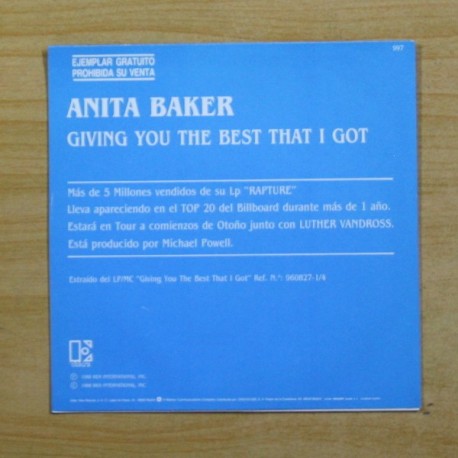 997
EJEMPLAR GRATUITO
PROHIBIDA SU VENTA
ANITA BAKER
GIVING YOU THE BEST THAT I GOT
Más de 5 Millones vendidos de su Lp "RAPTURE"
Lleva apareciendo en el TOP 20 del Billboard durante más de 1 año.
Estará en Tour a comienzos de Otoño junto con LUTHER VANDROSS.
Está producido por Michael Powell.
Extraido del LP/MC "Giving You The Best That I Got" Ref. N.º: 960827-1/4